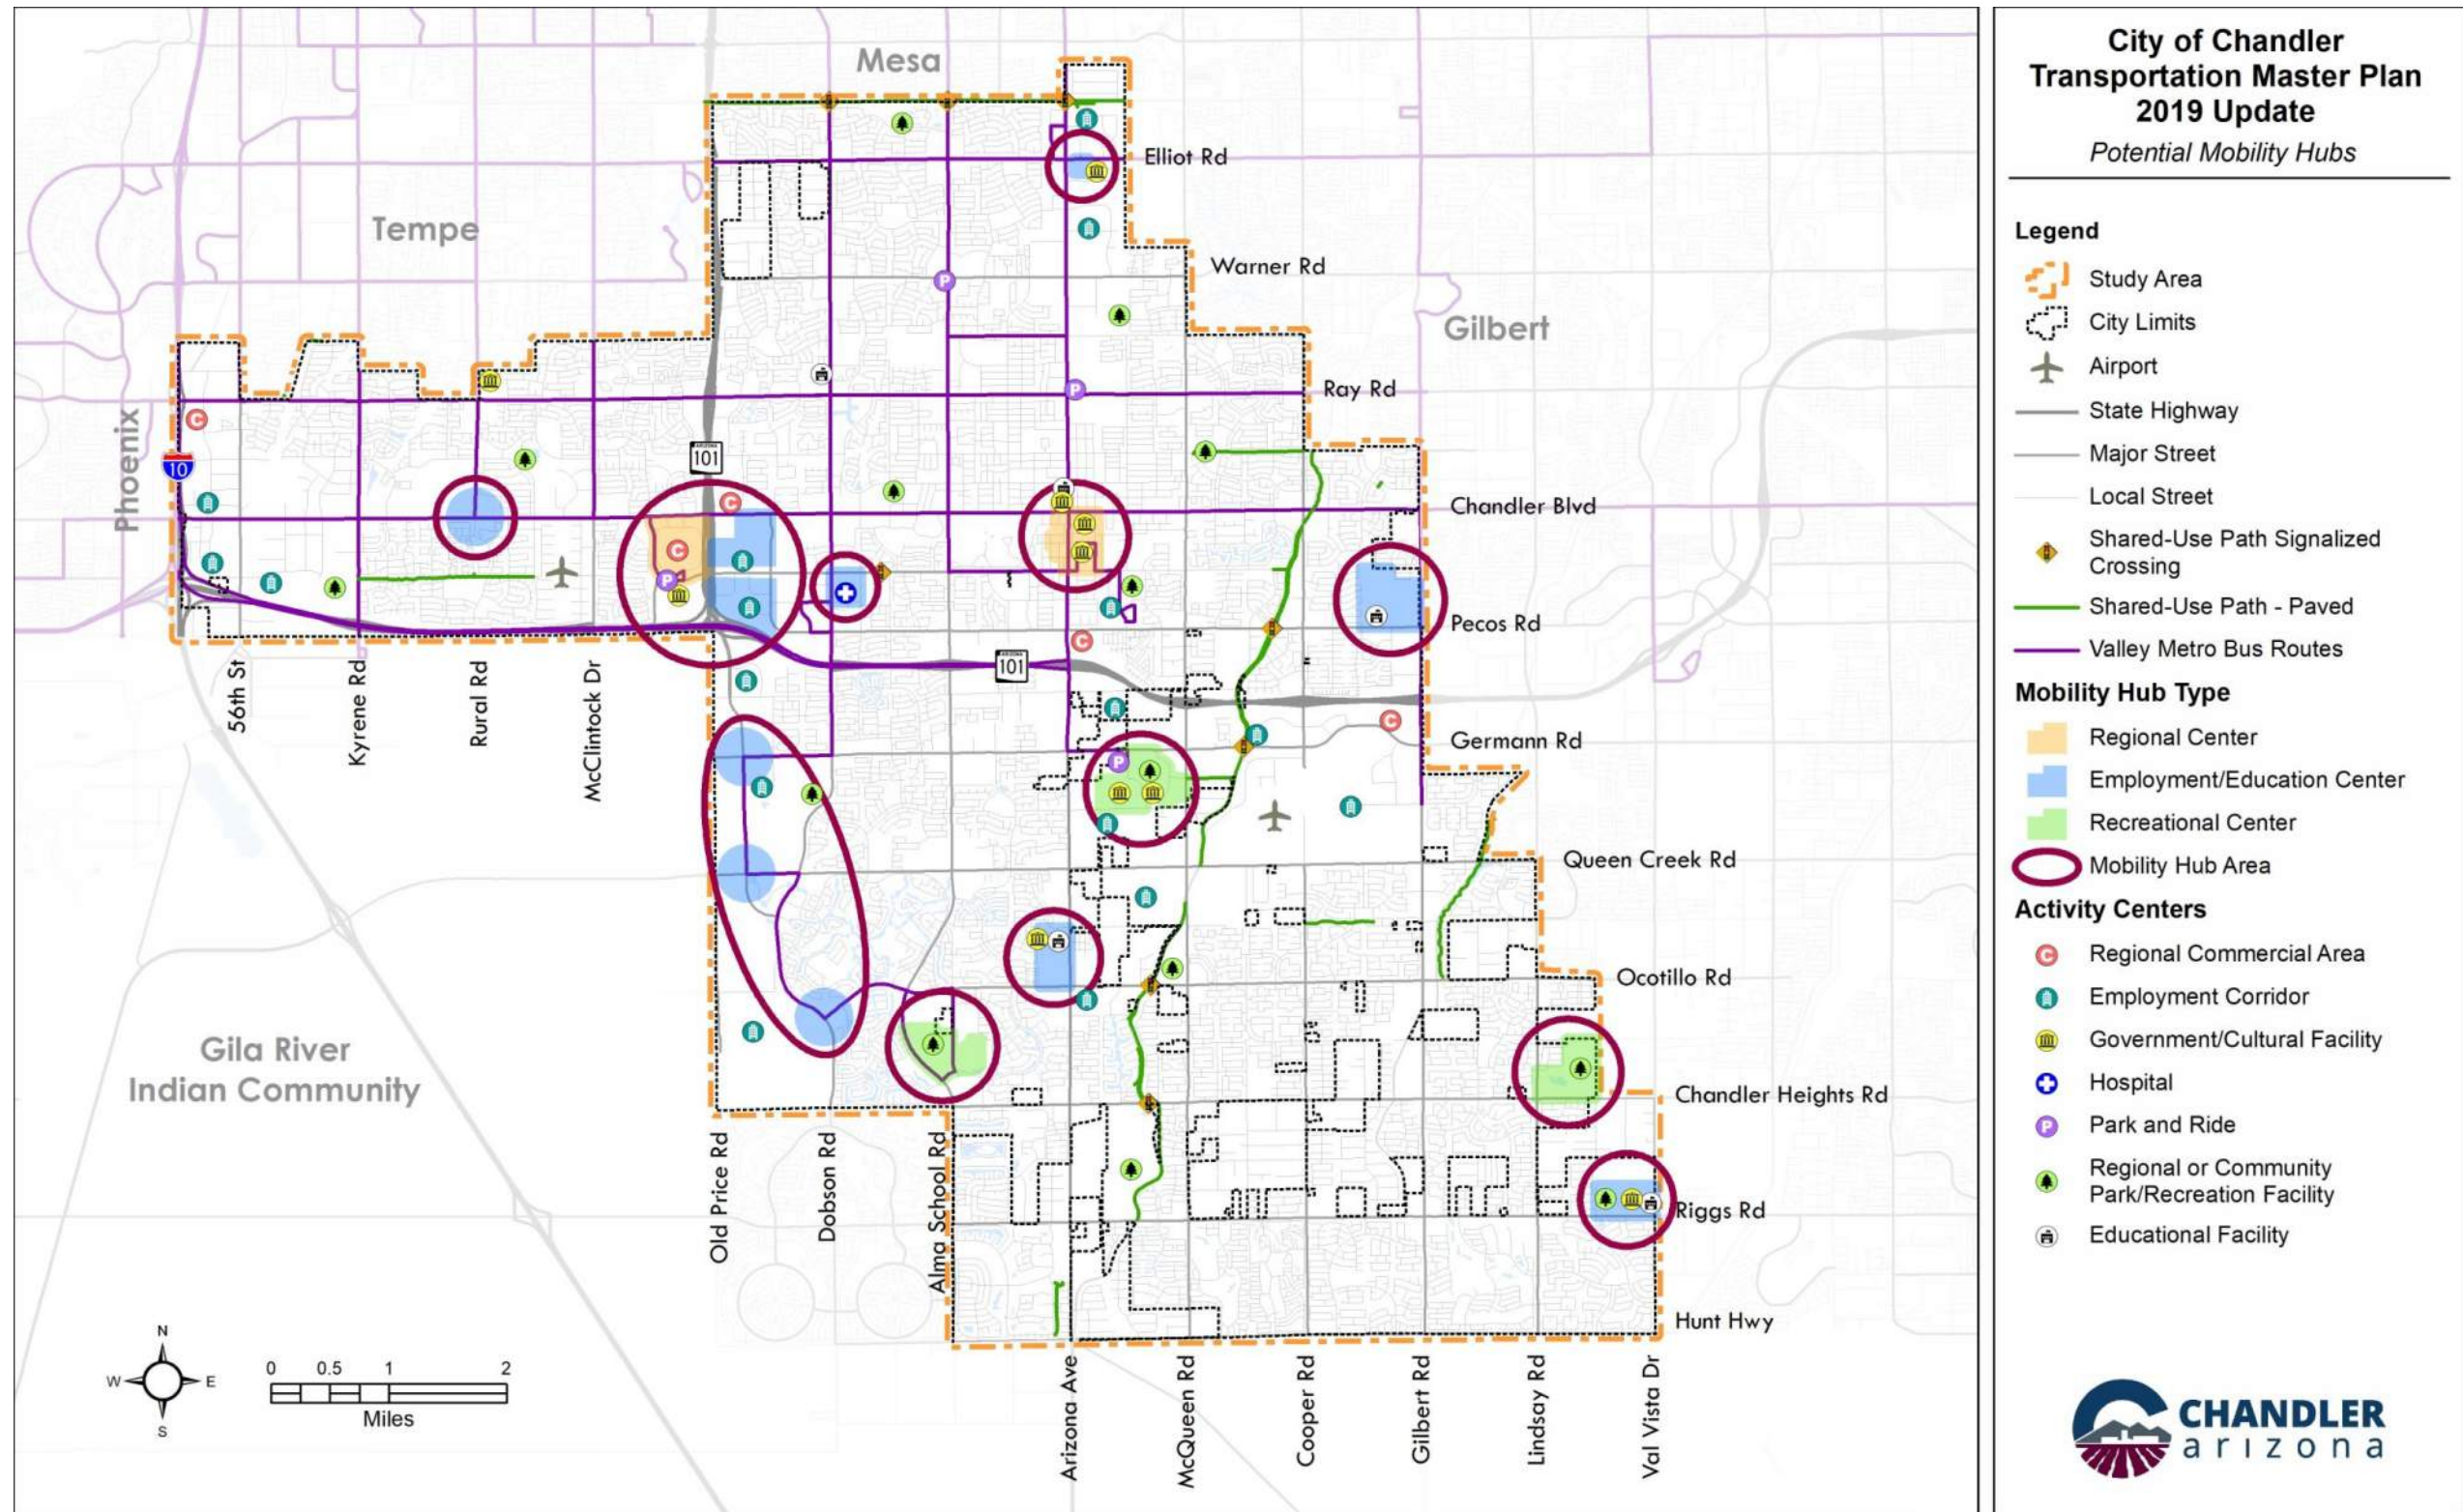 Mesa
Elliot Rd
Tempe
Warner Rd
Gilbert
Ray Rd
Phoenix
10
ARIZONA
101
Chandler Blvd
Pecos Rd
ARIZONA
101
56th St
Kyrene Rd
Rural Rd
McClintock Dr
Germann Rd
Queen Creek Rd
Ocotillo Rd
Gila River
Indian Community
Chandler Heights Rd
Old Price Rd
Dobson Rd
Alma School Rd
Riggs Rd
Hunt Hwy
Arizona Ave
McQueen Rd
Cooper Rd
Gilbert Rd
Lindsay Rd
Val Vista Dr
N
W
E
S
0 0.5 1 2
Miles
C
C
C
C
C
P
P
P
P
City of Chandler
Transportation Master Plan
2019 Update
Potential Mobility Hubs
Legend
Study Area
City Limits
Airport
State Highway
Major Street
Local Street
Shared-Use Path Signalized
Crossing
Shared-Use Path - Paved
Valley Metro Bus Routes
Mobility Hub Type
Regional Center
Employment/Education Center
Recreational Center
Mobility Hub Area
Activity Centers
C Regional Commercial Area
Employment Corridor
Government/Cultural Facility
Hospital
P Park and Ride
Regional or Community
Park/Recreation Facility
Educational Facility
CHANDLER
arizona